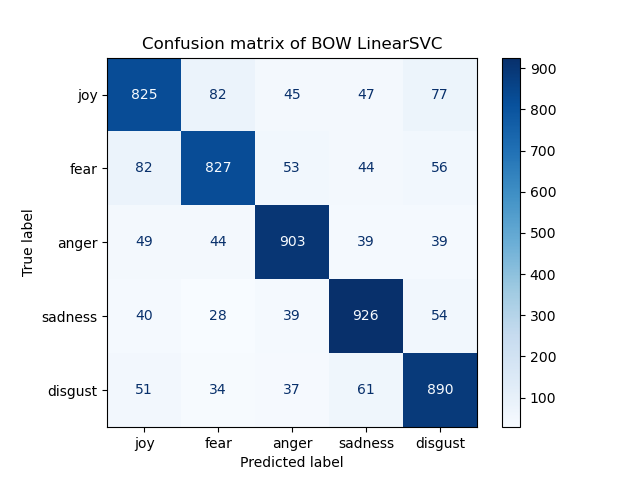 Confusion matrix of BOW LinearSVC
joy 825 82 45 47 77
fear 82 827 53 44 56
anger 49 44 903 39 39
sadness 40 28 39 926 54
disgust 51 34 37 61 890
joy fear anger sadness disgust
Predicted label
True label
900
800
700
600
500
400
300
200
100